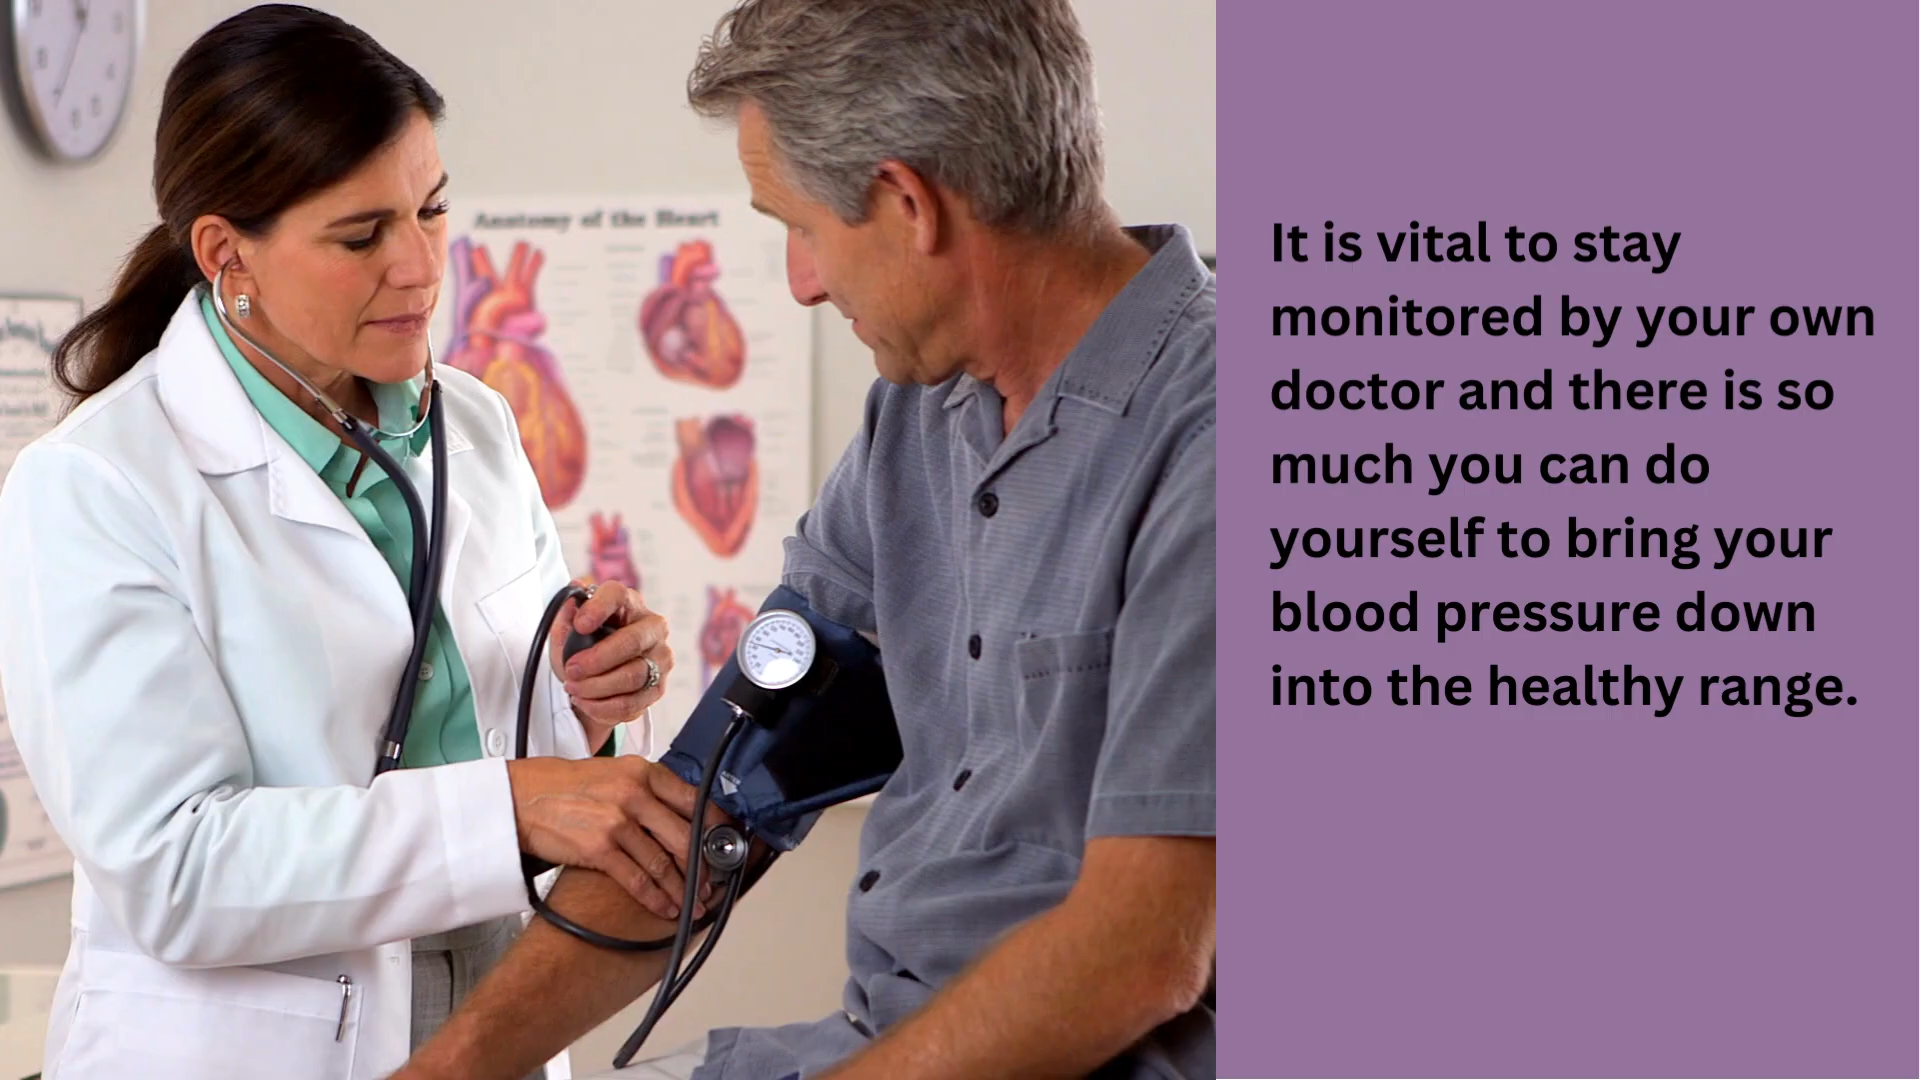 Anatomy of the Heart
It is vital to stay
monitored by your own
doctor and there is so
much you can do
yourself to bring your
blood pressure down
into the healthy range.